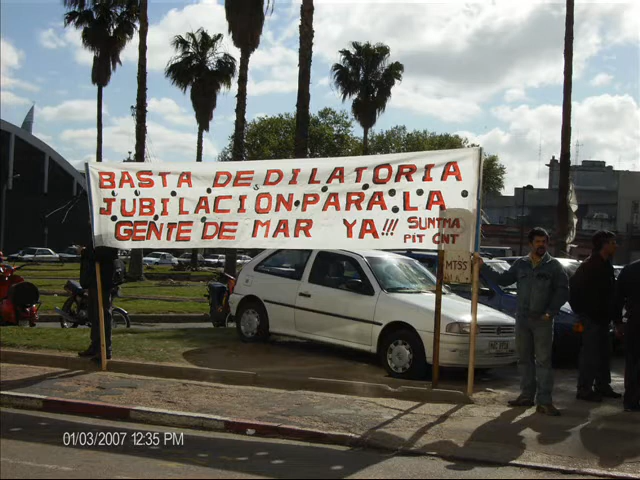 BASTA DE DILATORIA
JUBILACION PARA LA
GENTE DE MAR YA!!! SUNTMA
PIT CNT
MTSS
01/03/2007 12:35 PM